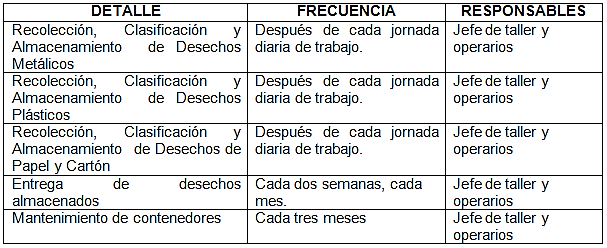 DETALLE FRECUENCIA RESPONSABLES
Recolección, Clasificación y Después de cada jornada Jefe de taller y
Almacenamiento de Desechos diaria de trabajo. operarios
Metálicos
Recolección, Clasificación y Después de cada jornada Jefe de taller y
Almacenamiento de Desechos diaria de trabajo. operarios
Plásticos
Recolección, Clasificación y Después de cada jornada Jefe de taller y
Almacenamiento de Desechos de diaria de trabajo. operarios
Papel y Cartón
Entrega de desechos Cada dos semanas, cada Jefe de taller y
almacenados mes. operarios
Mantenimiento de contenedores Cada tres meses Jefe de taller y
operarios